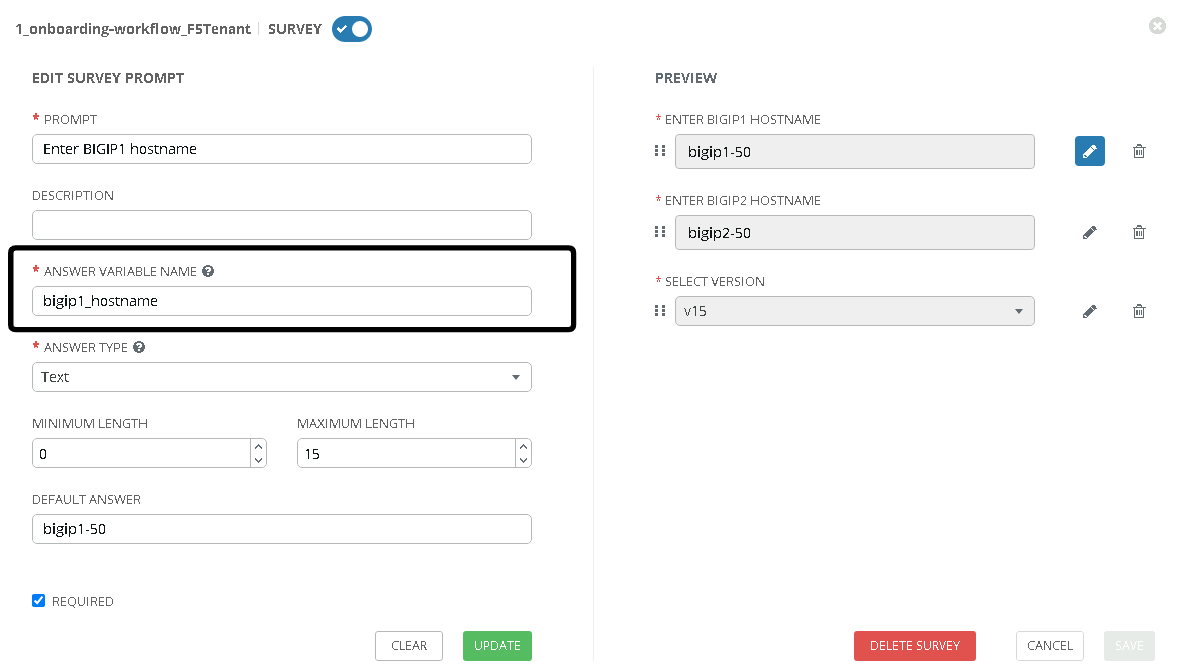 1_onboarding-workflow_F5Tenant | SURVEY
EDIT SURVEY PROMPT
* PROMPT
Enter BIGIP1 hostname
DESCRIPTION
* ANSWER VARIABLE NAME ?
bigip1_hostname
* ANSWER TYPE ?
Text
MINIMUM LENGTH MAXIMUM LENGTH
0 15
DEFAULT ANSWER
bigip1-50
REQUIRED
CLEAR UPDATE
PREVIEW
* ENTER BIGIP1 HOSTNAME
bigip1-50
* ENTER BIGIP2 HOSTNAME
bigip2-50
* SELECT VERSION
v15
DELETE SURVEY CANCEL SAVE